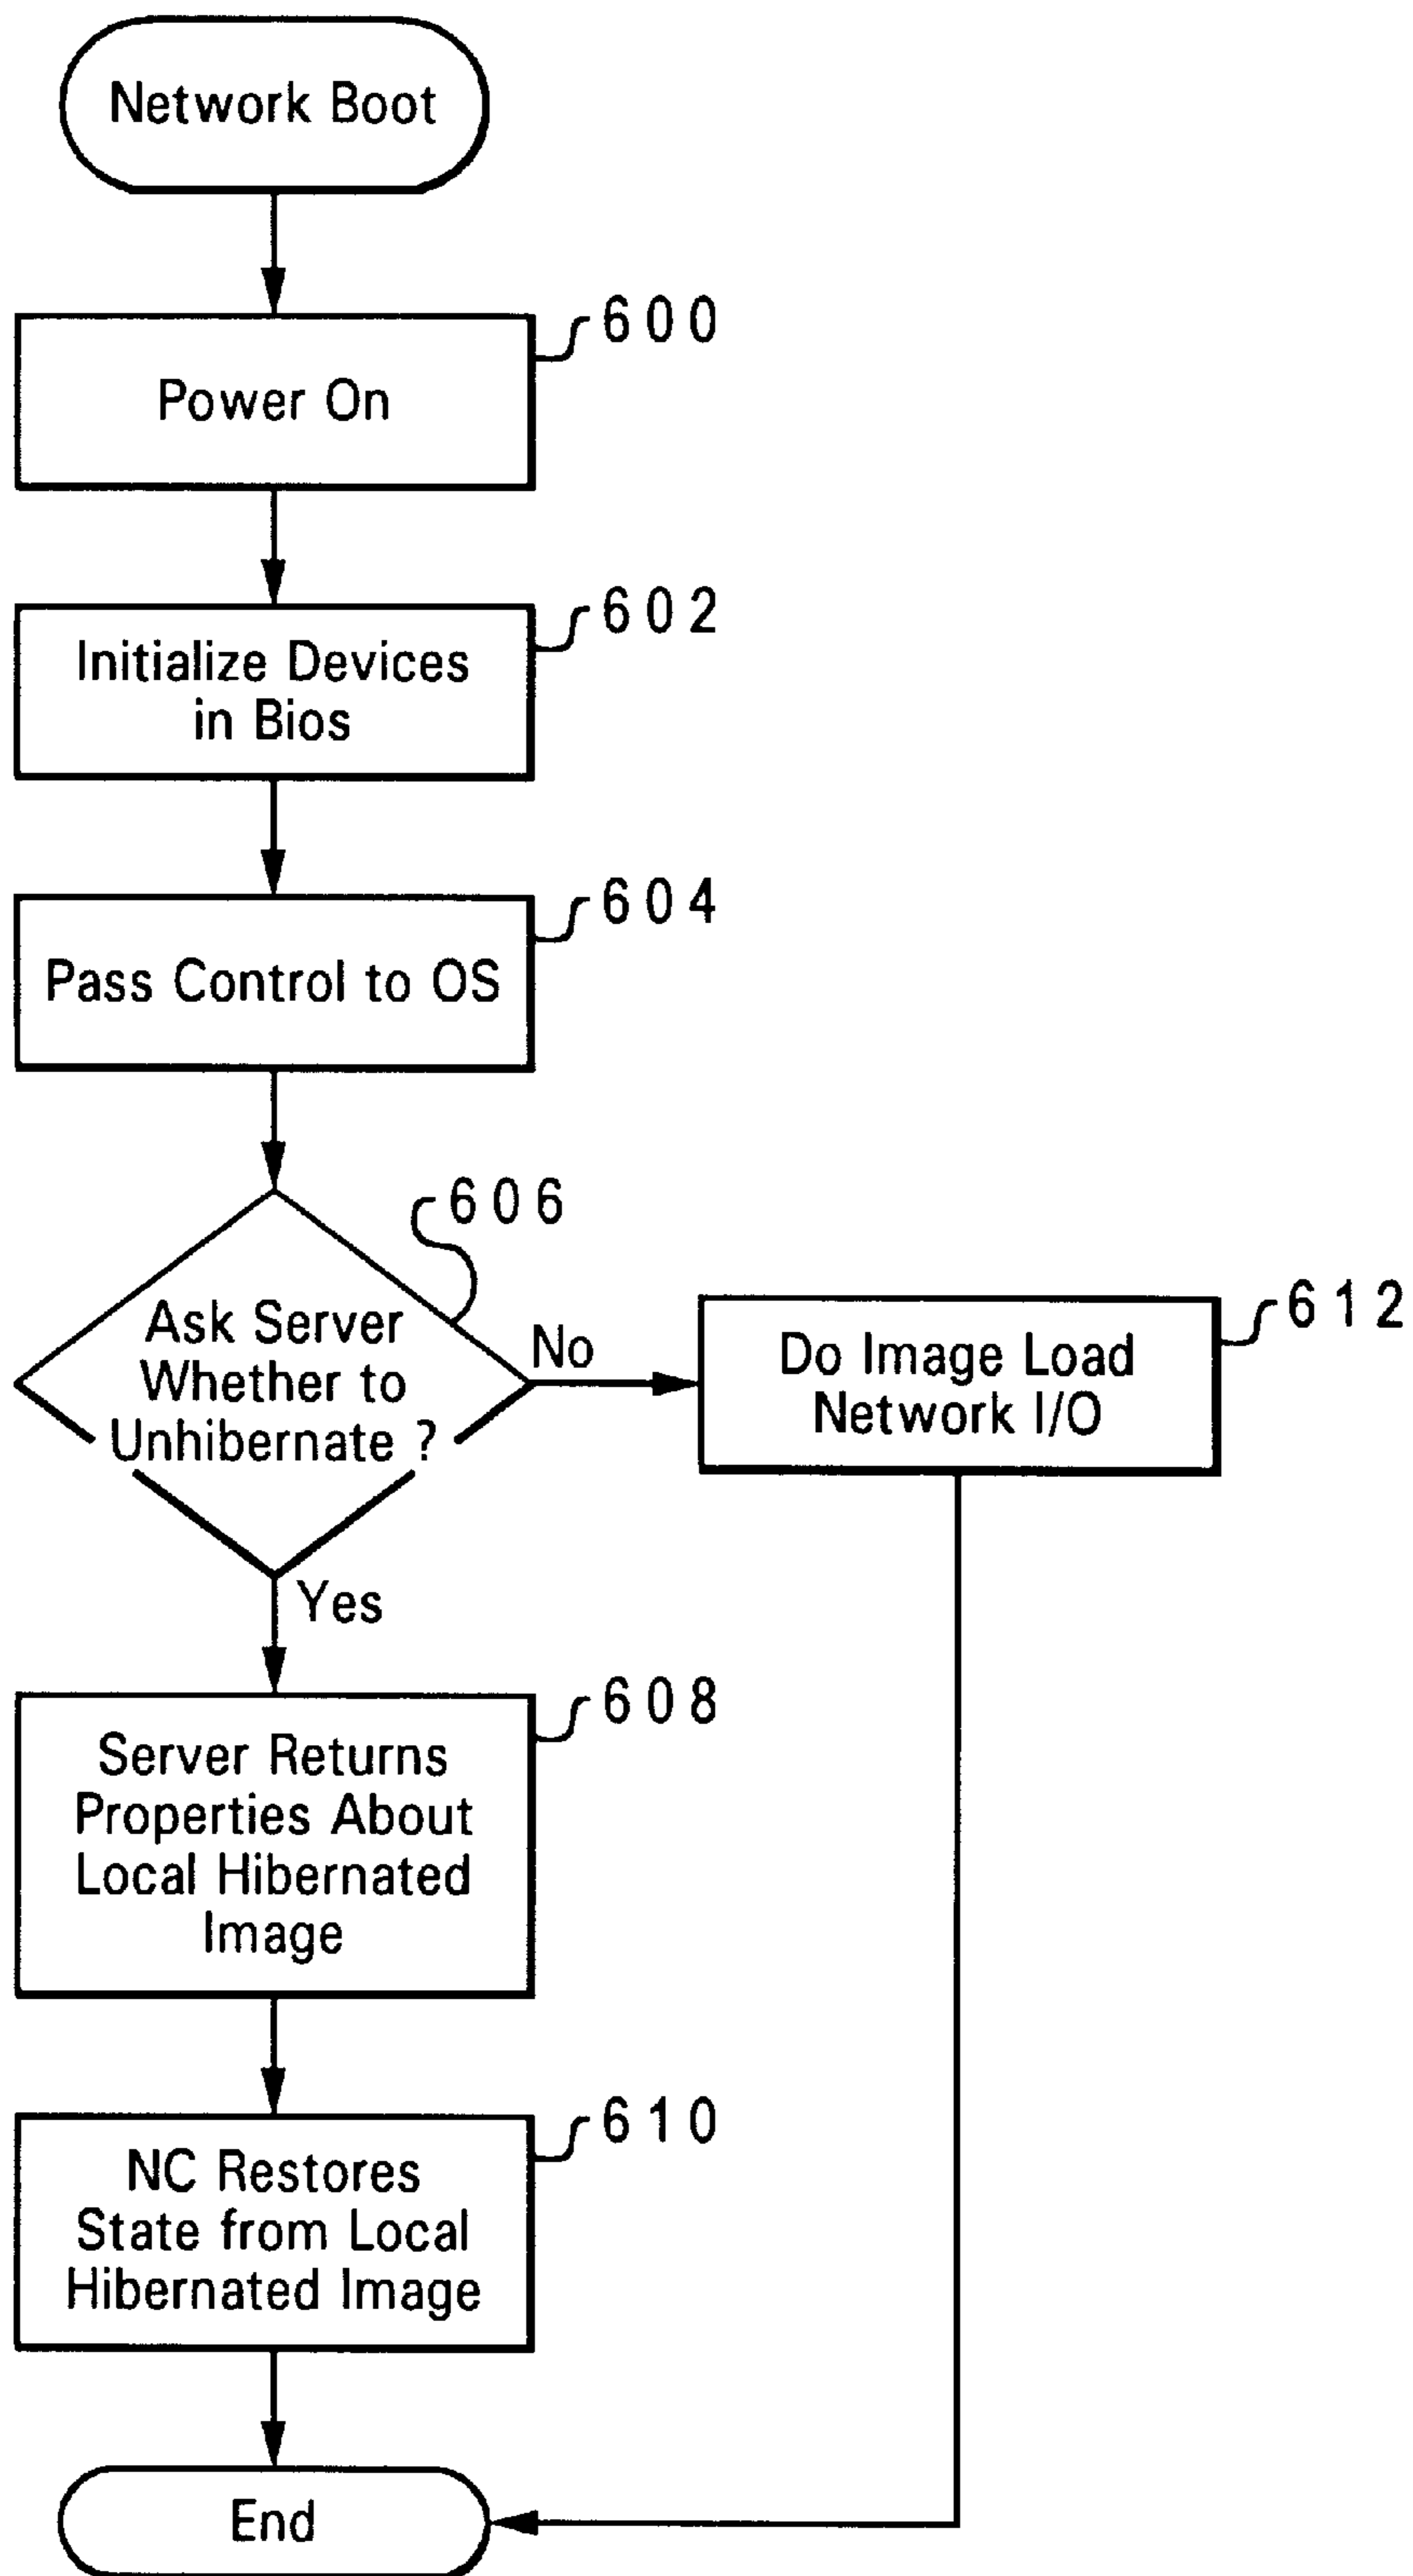 Network Boot
600
Power On
602
Initialize Devices
in Bios
604
Pass Control to OS
606
Ask Server
Whether to
Unhibernate ?
No
612
Do Image Load
Network I/O
Yes
608
Server Returns
Properties About
Local Hibernated
Image
610
NC Restores
State from Local
Hibernated Image
End